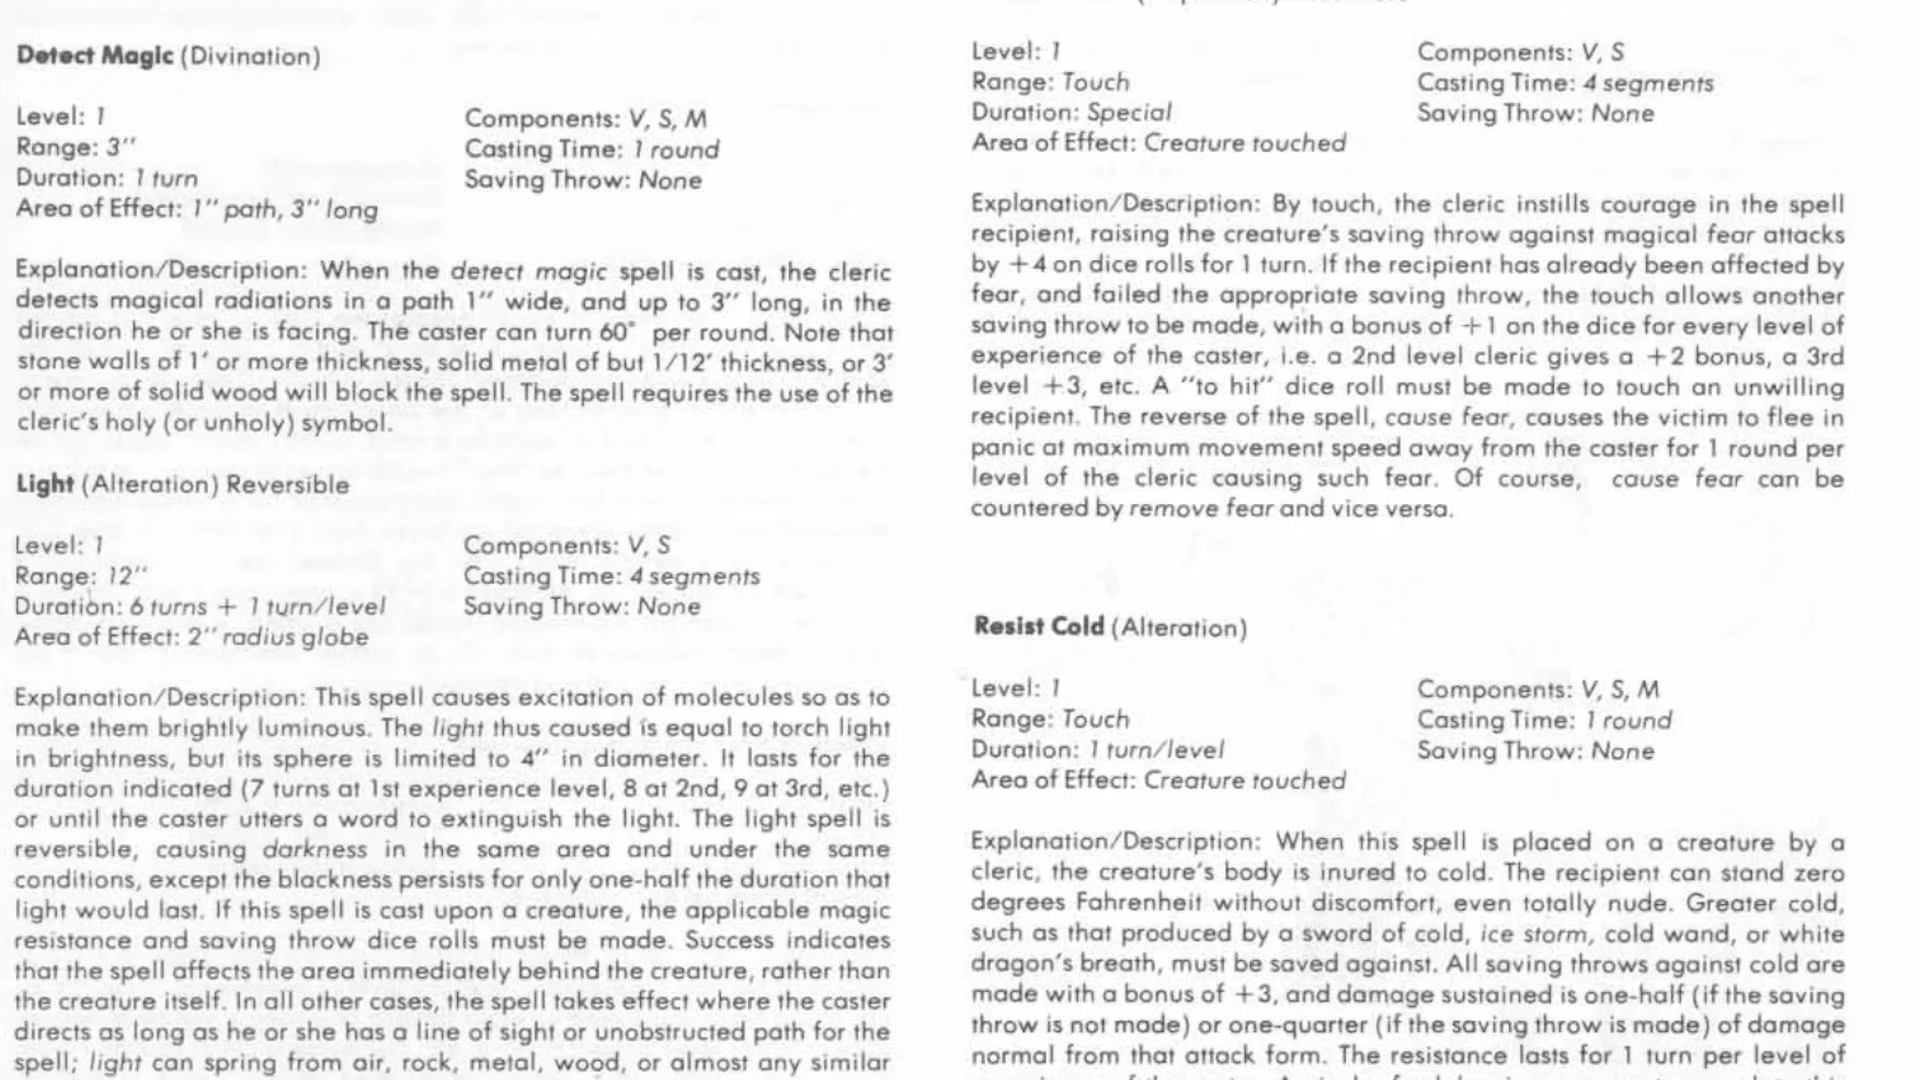 Detect Magic (Divination)
Level: 1
Components: V, S, M
Range: 3"
Casting Time: 1 round
Duration: 1 turn
Saving Throw: None
Area of Effect: 1" path, 3" long
Explanation/Description: When the detect magic spell is cast, the cleric
detects magical radiations in a path 1" wide, and up to 3" long, in the
direction he or she is facing. The caster can turn 60° per round. Note that
stone walls of 1' or more thickness, solid metal of but 1/12' thickness, or 3'
or more of solid wood will block the spell. The spell requires the use of the
cleric's holy (or unholy) symbol.
Light (Alteration) Reversible
Level: 1
Components: V, S
Range: 12"
Casting Time: 4 segments
Duration: 6 turns + 1 turn/level
Saving Throw: None
Area of Effect: 2" radius globe
Explanation/Description: This spell causes excitation of molecules so as to
make them brightly luminous. The light thus caused is equal to torch light
in brightness, but its sphere is limited to 4" in diameter. It lasts for the
duration indicated (7 turns at 1st experience level, 8 at 2nd, 9 at 3rd, etc.)
or until the caster utters a word to extinguish the light. The light spell is
reversible, causing darkness in the same area and under the same
conditions, except the blackness persists for only one-half the duration that
light would last. If this spell is cast upon a creature, the applicable magic
resistance and saving throw dice rolls must be made. Success indicates
that the spell affects the area immediately behind the creature, rather than
the creature itself. In all other cases, the spell takes effect where the caster
directs as long as he or she has a line of sight or unobstructed path for the
spell; light can spring from air, rock, metal, wood, or almost any similar
Level: 1
Components: V, S
Range: Touch
Casting Time: 4 segments
Duration: Special
Saving Throw: None
Area of Effect: Creature touched
Explanation/Description: By touch, the cleric instills courage in the spell
recipient, raising the creature's saving throw against magical fear attacks
by +4 on dice rolls for 1 turn. If the recipient has already been affected by
fear, and failed the appropriate saving throw, the touch allows another
saving throw to be made, with a bonus of +1 on the dice for every level of
experience of the caster, i.e. a 2nd level cleric gives a +2 bonus, a 3rd
level +3, etc. A "to hit" dice roll must be made to touch an unwilling
recipient. The reverse of the spell, cause fear, causes the victim to flee in
panic at maximum movement speed away from the caster for 1 round per
level of the cleric causing such fear. Of course, cause fear can be
countered by remove fear and vice versa.
Resist Cold (Alteration)
Level: 1
Components: V, S, M
Range: Touch
Casting Time: 1 round
Duration: 1 turn/level
Saving Throw: None
Area of Effect: Creature touched
Explanation/Description: When this spell is placed on a creature by a
cleric, the creature's body is inured to cold. The recipient can stand zero
degrees Fahrenheit without discomfort, even totally nude. Greater cold,
such as that produced by a sword of cold, ice storm, cold wand, or white
dragon's breath, must be saved against. All saving throws against cold are
made with a bonus of +3, and damage sustained is one-half (if the saving
throw is not made) or one-quarter (if the saving throw is made) of damage
normal from that attack form. The resistance lasts for 1 turn per level of